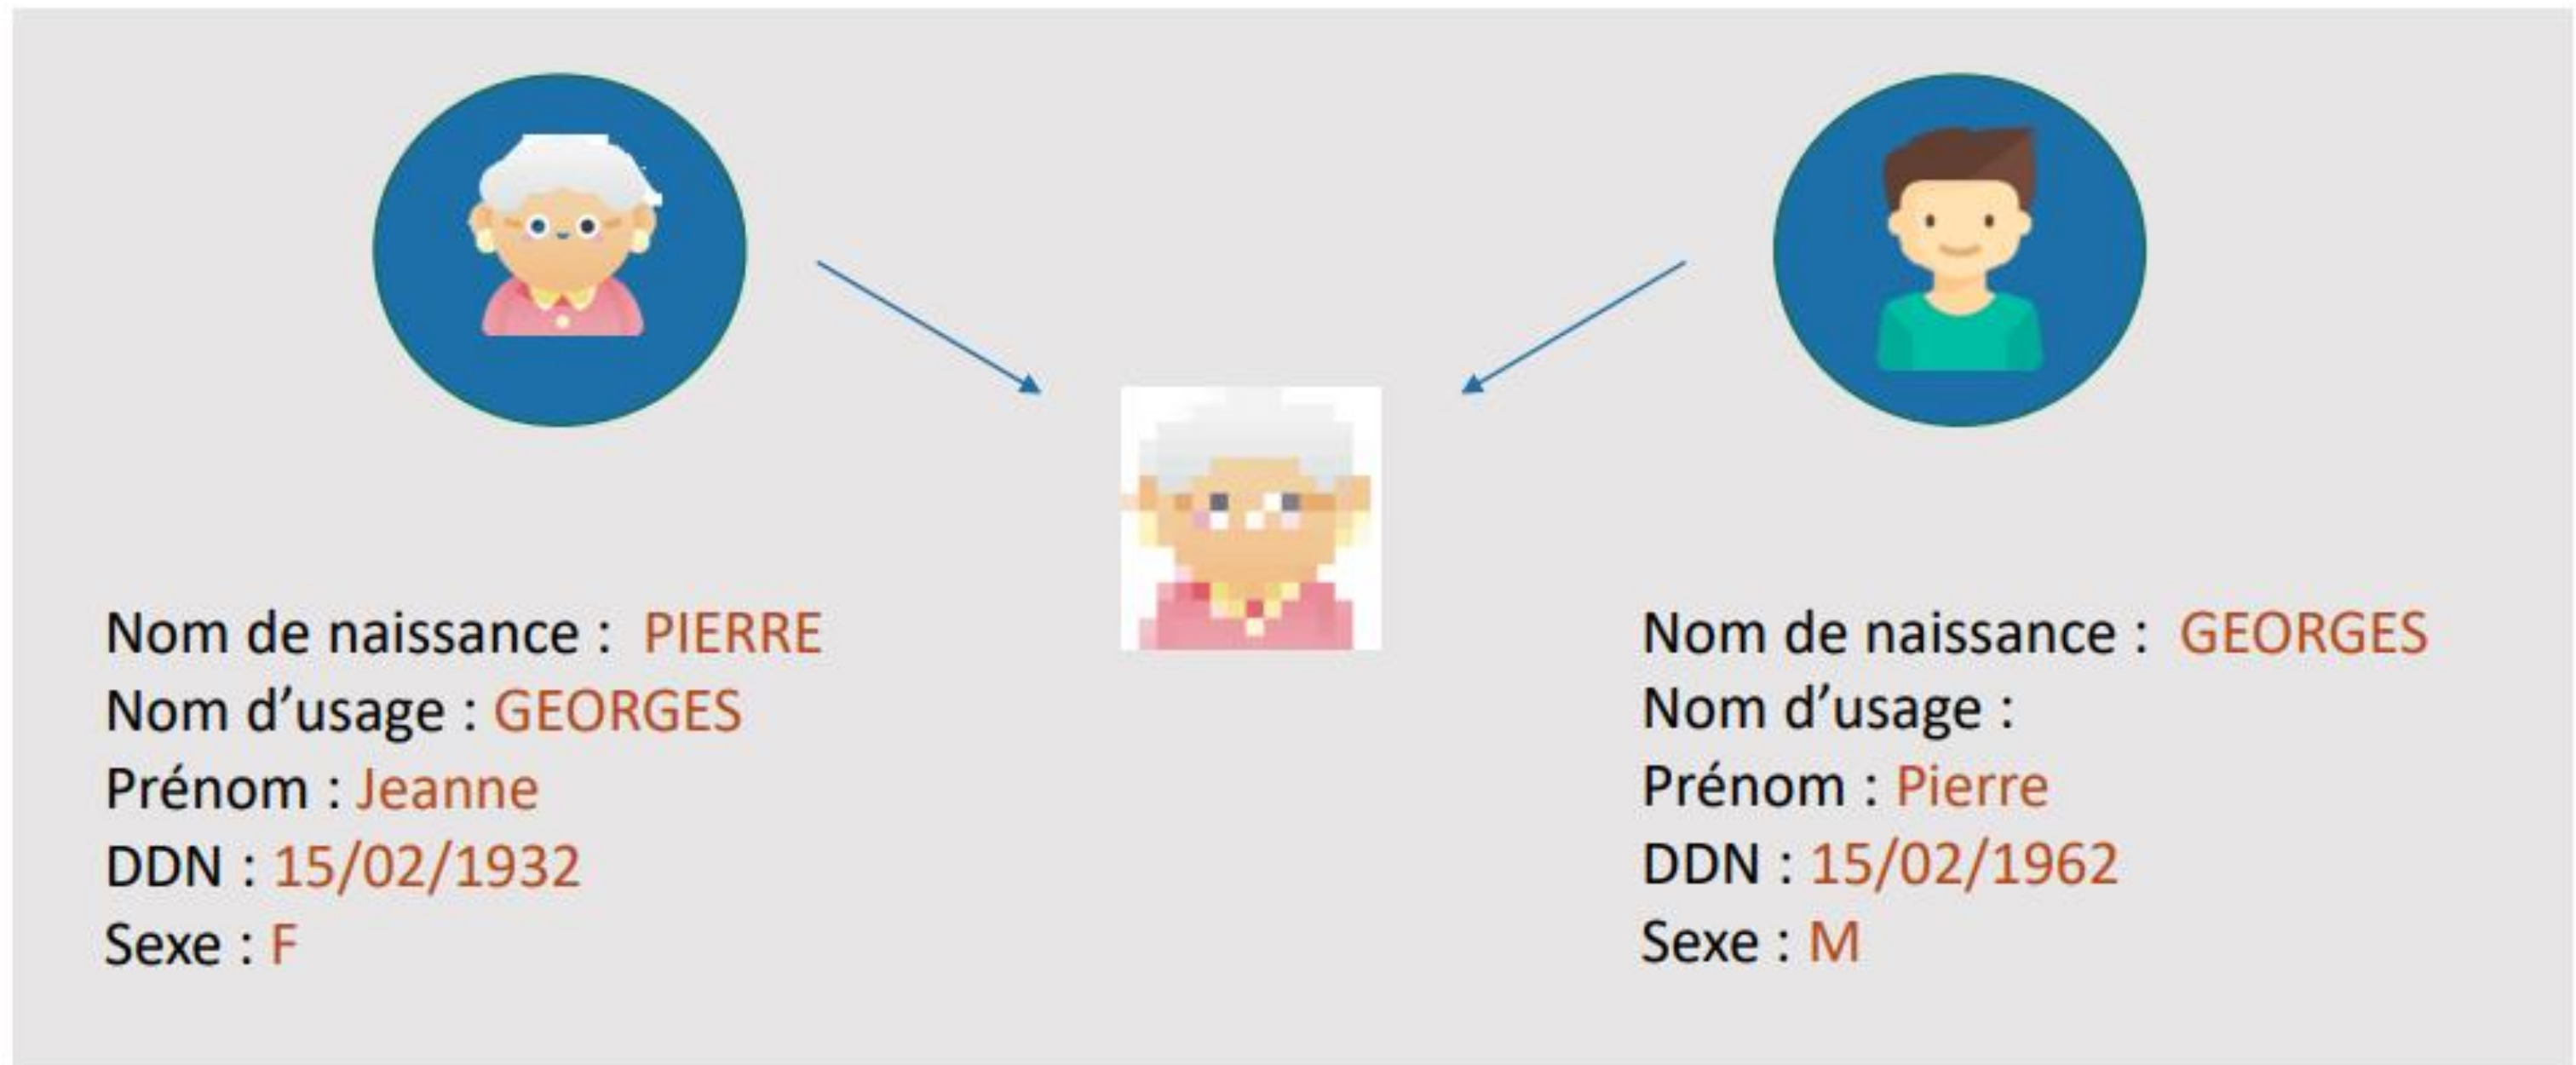 Nom de naissance : PIERRE
Nom d’usage : GEORGES
Prénom : Jeanne
DDN : 15/02/1932
Sexe : F
Nom de naissance : GEORGES
Nom d’usage :
Prénom : Pierre
DDN : 15/02/1962
Sexe : M